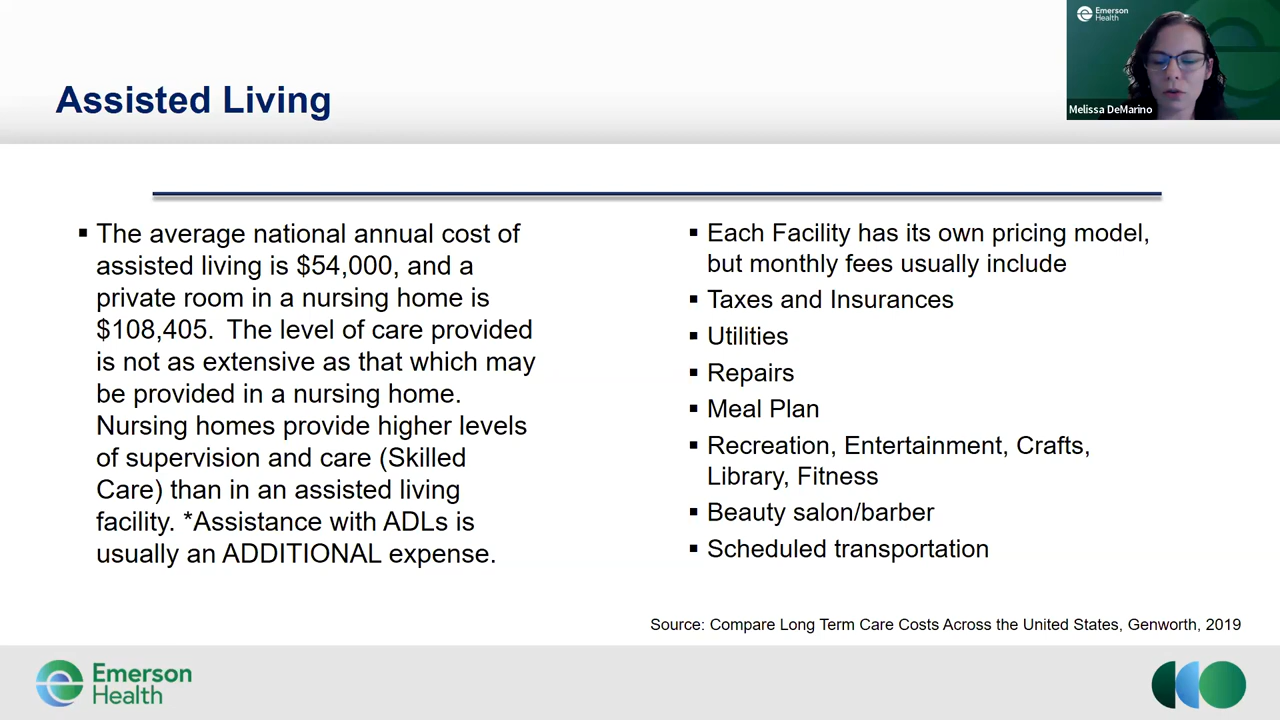 Emerson
Health
Melissa DeMarino
Assisted Living
▪ The average national annual cost of
assisted living is $54,000, and a
private room in a nursing home is
$108,405.  The level of care provided
is not as extensive as that which may
be provided in a nursing home.
Nursing homes provide higher levels
of supervision and care (Skilled
Care) than in an assisted living
facility. *Assistance with ADLs is
usually an ADDITIONAL expense.
▪ Each Facility has its own pricing model,
but monthly fees usually include
▪ Taxes and Insurances
▪ Utilities
▪ Repairs
▪ Meal Plan
▪ Recreation, Entertainment, Crafts,
Library, Fitness
▪ Beauty salon/barber
▪ Scheduled transportation
Source: Compare Long Term Care Costs Across the United States, Genworth, 2019
Emerson
Health